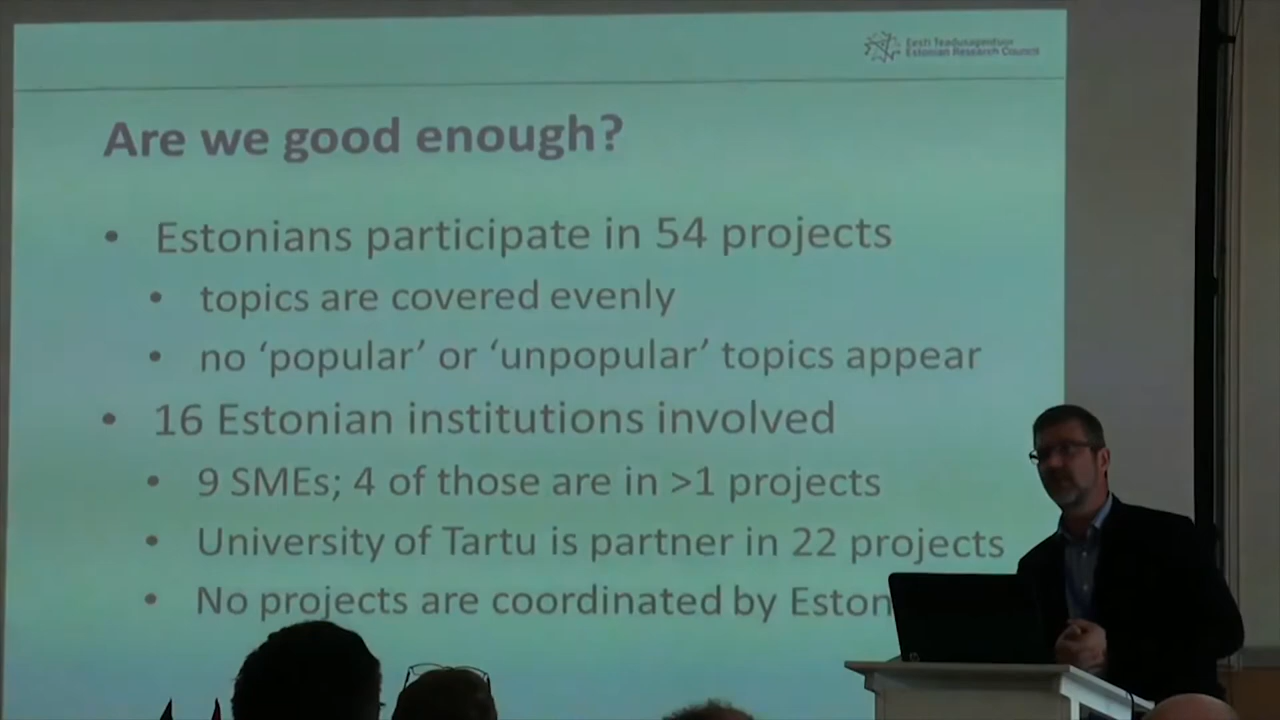 Eesti Teadusagentuur
Estonian Research Council
Are we good enough?
• Estonians participate in 54 projects
• topics are covered evenly
• no ‘popular’ or ‘unpopular’ topics appear
• 16 Estonian institutions involved
• 9 SMEs; 4 of those are in >1 projects
• University of Tartu is partner in 22 projects
• No projects are coordinated by Eston